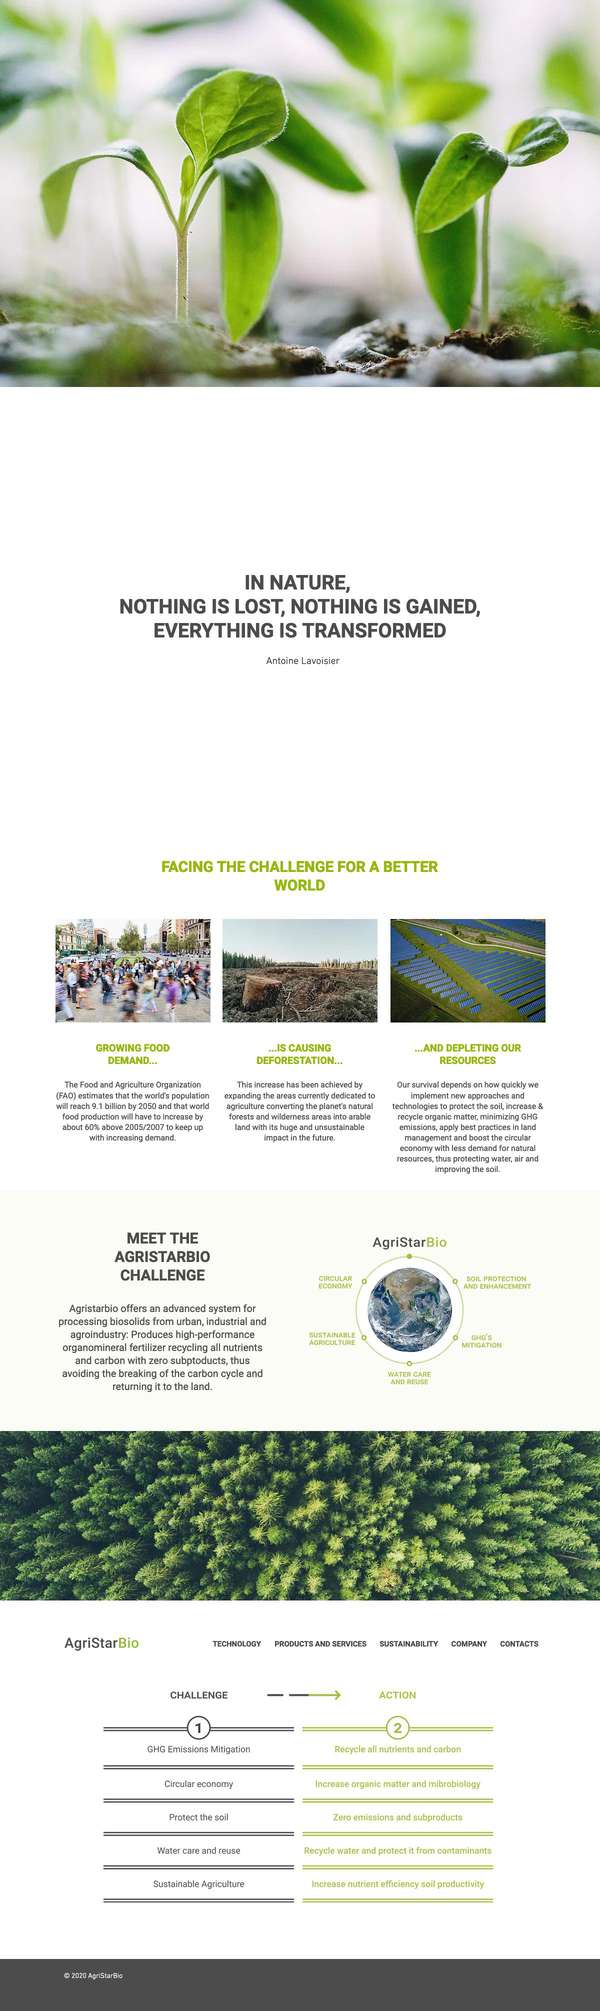 IN NATURE,
NOTHING IS LOST, NOTHING IS GAINED,
EVERYTHING IS TRANSFORMED
Antoine Lavoisier
FACING THE CHALLENGE FOR A BETTER
WORLD
GROWING FOOD
DEMAND...
The Food and Agriculture Organization
(FAO) estimates that the world's population
will reach 9.1 billion by 2050 and that world
food production will have to increase by
about 60% above 2005/2007 to keep up
with increasing demand.
...IS CAUSING
DEFORESTATION...
This increase has been achieved by
expanding the areas currently dedicated to
agriculture converting the planet's natural
forests and wilderness areas into arable
land with its huge and unsustainable
impact in the future.
...AND DEPLETING OUR
RESOURCES
Our survival depends on how quickly we
implement new approaches and
technologies to protect the soil, increase &
recycle organic matter, minimizing GHG
emissions, apply best practices in land
management and boost the circular
economy with less demand for natural
resources, thus protecting water, air and
improving the soil.
MEET THE
AGRISTARBIO
CHALLENGE
Agristarbio offers an advanced system for
processing biosolids from urban, industrial and
agroindustry: Produces high-performance
organomineral fertilizer recycling all nutrients
and carbon with zero subptoducts, thus
avoiding the breaking of the carbon cycle and
returning it to the land.
AgriStarBio
CIRCULAR
ECONOMY
SOIL PROTECTION
AND ENHANCEMENT
SUSTAINABLE
AGRICULTURE
GHG'S
MITIGATION
WATER CARE
AND REUSE
AgriStarBio
TECHNOLOGY PRODUCTS AND SERVICES SUSTAINABILITY COMPANY CONTACTS
CHALLENGE ACTION
1 2
GHG Emissions Mitigation Recycle all nutrients and carbon
Circular economy Increase organic matter and mibrobiology
Protect the soil Zero emissions and subproducts
Water care and reuse Recycle water and protect it from contaminants
Sustainable Agriculture Increase nutrient efficiency soil productivity
© 2020 AgriStarBio